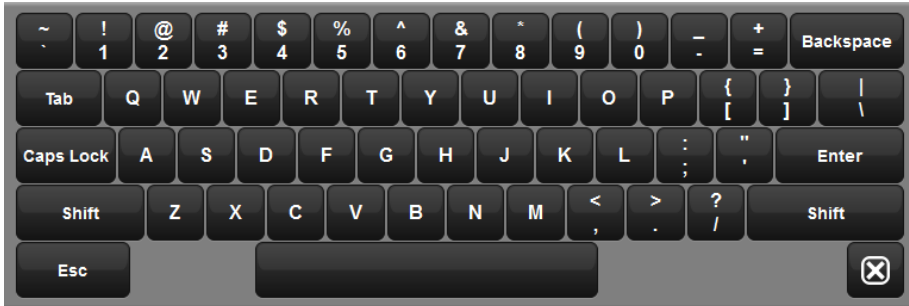 ~ ! @ # $ % ^ & * ( ) _ +
` 1 2 3 4 5 6 7 8 9 0 - = Backspace
Tab Q W E R T Y U I O P { [ } ] | \
Caps Lock A S D F G H J K L : ; " ' Enter
Shift Z X C V B N M < , > . ? / Shift
Esc